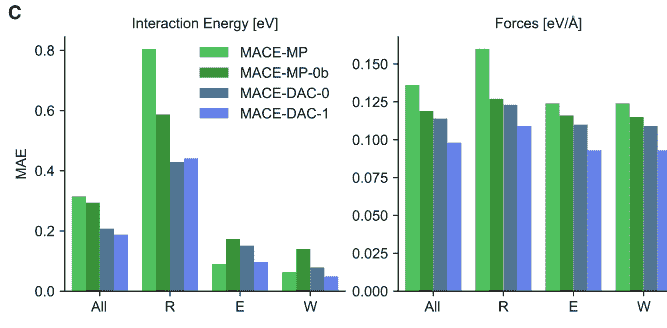 C
Interaction Energy [eV]
Forces [eV/Å]
MAE
0.8
0.6
0.4
0.2
0.0
MACE-MP
MACE-MP-0b
MACE-DAC-0
MACE-DAC-1
All
R
E
W
0.150
0.125
0.100
0.075
0.050
0.025
0.000
All
R
E
W